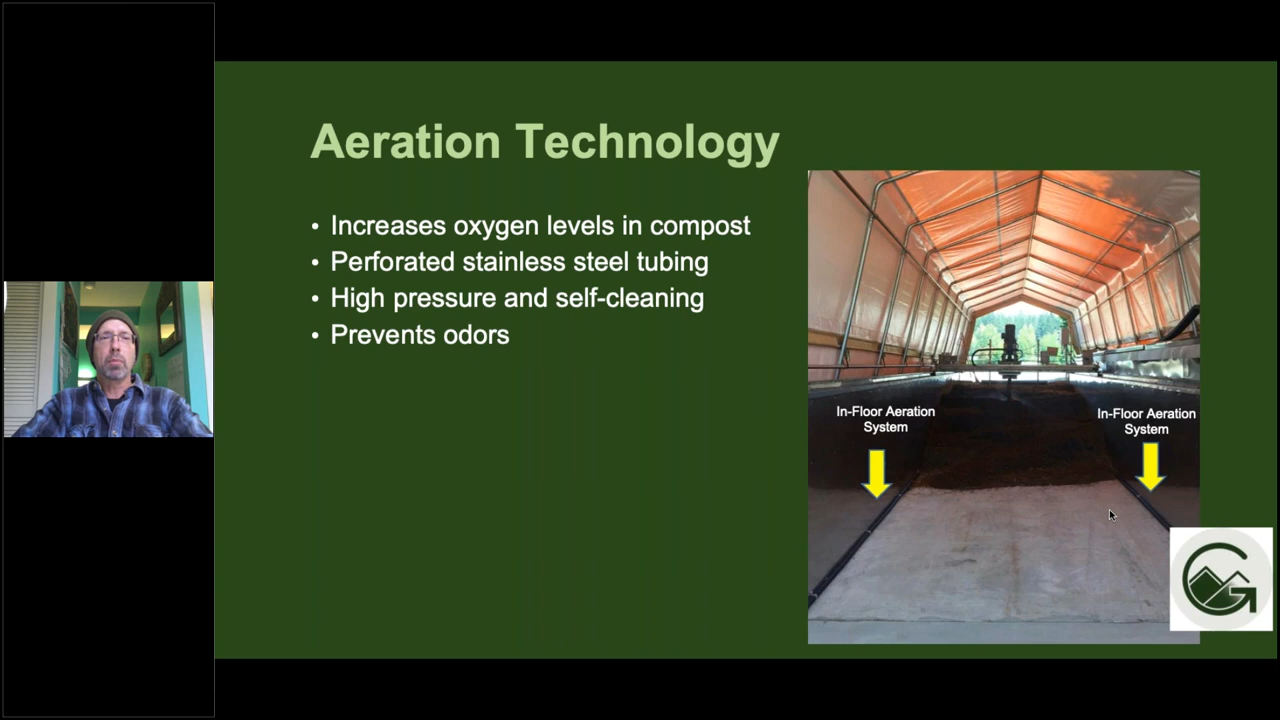 Aeration Technology
• Increases oxygen levels in compost
• Perforated stainless steel tubing
• High pressure and self-cleaning
• Prevents odors
In-Floor Aeration
System
In-Floor Aeration
System